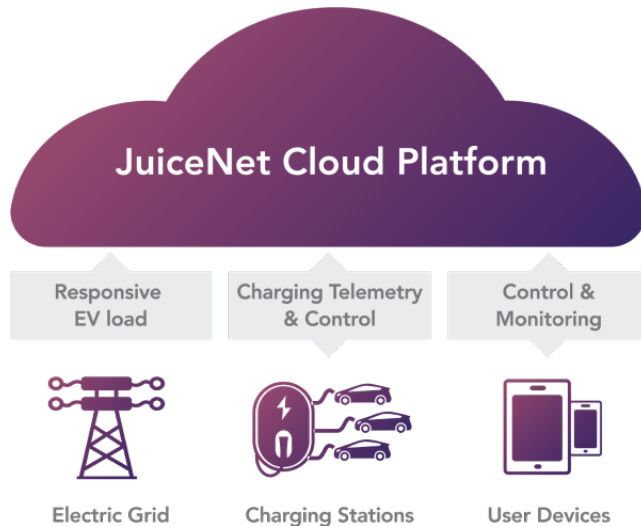 JuiceNet Cloud Platform
Responsive
EV load
Charging Telemetry
& Control
Control &
Monitoring
Electric Grid
Charging Stations
User Devices